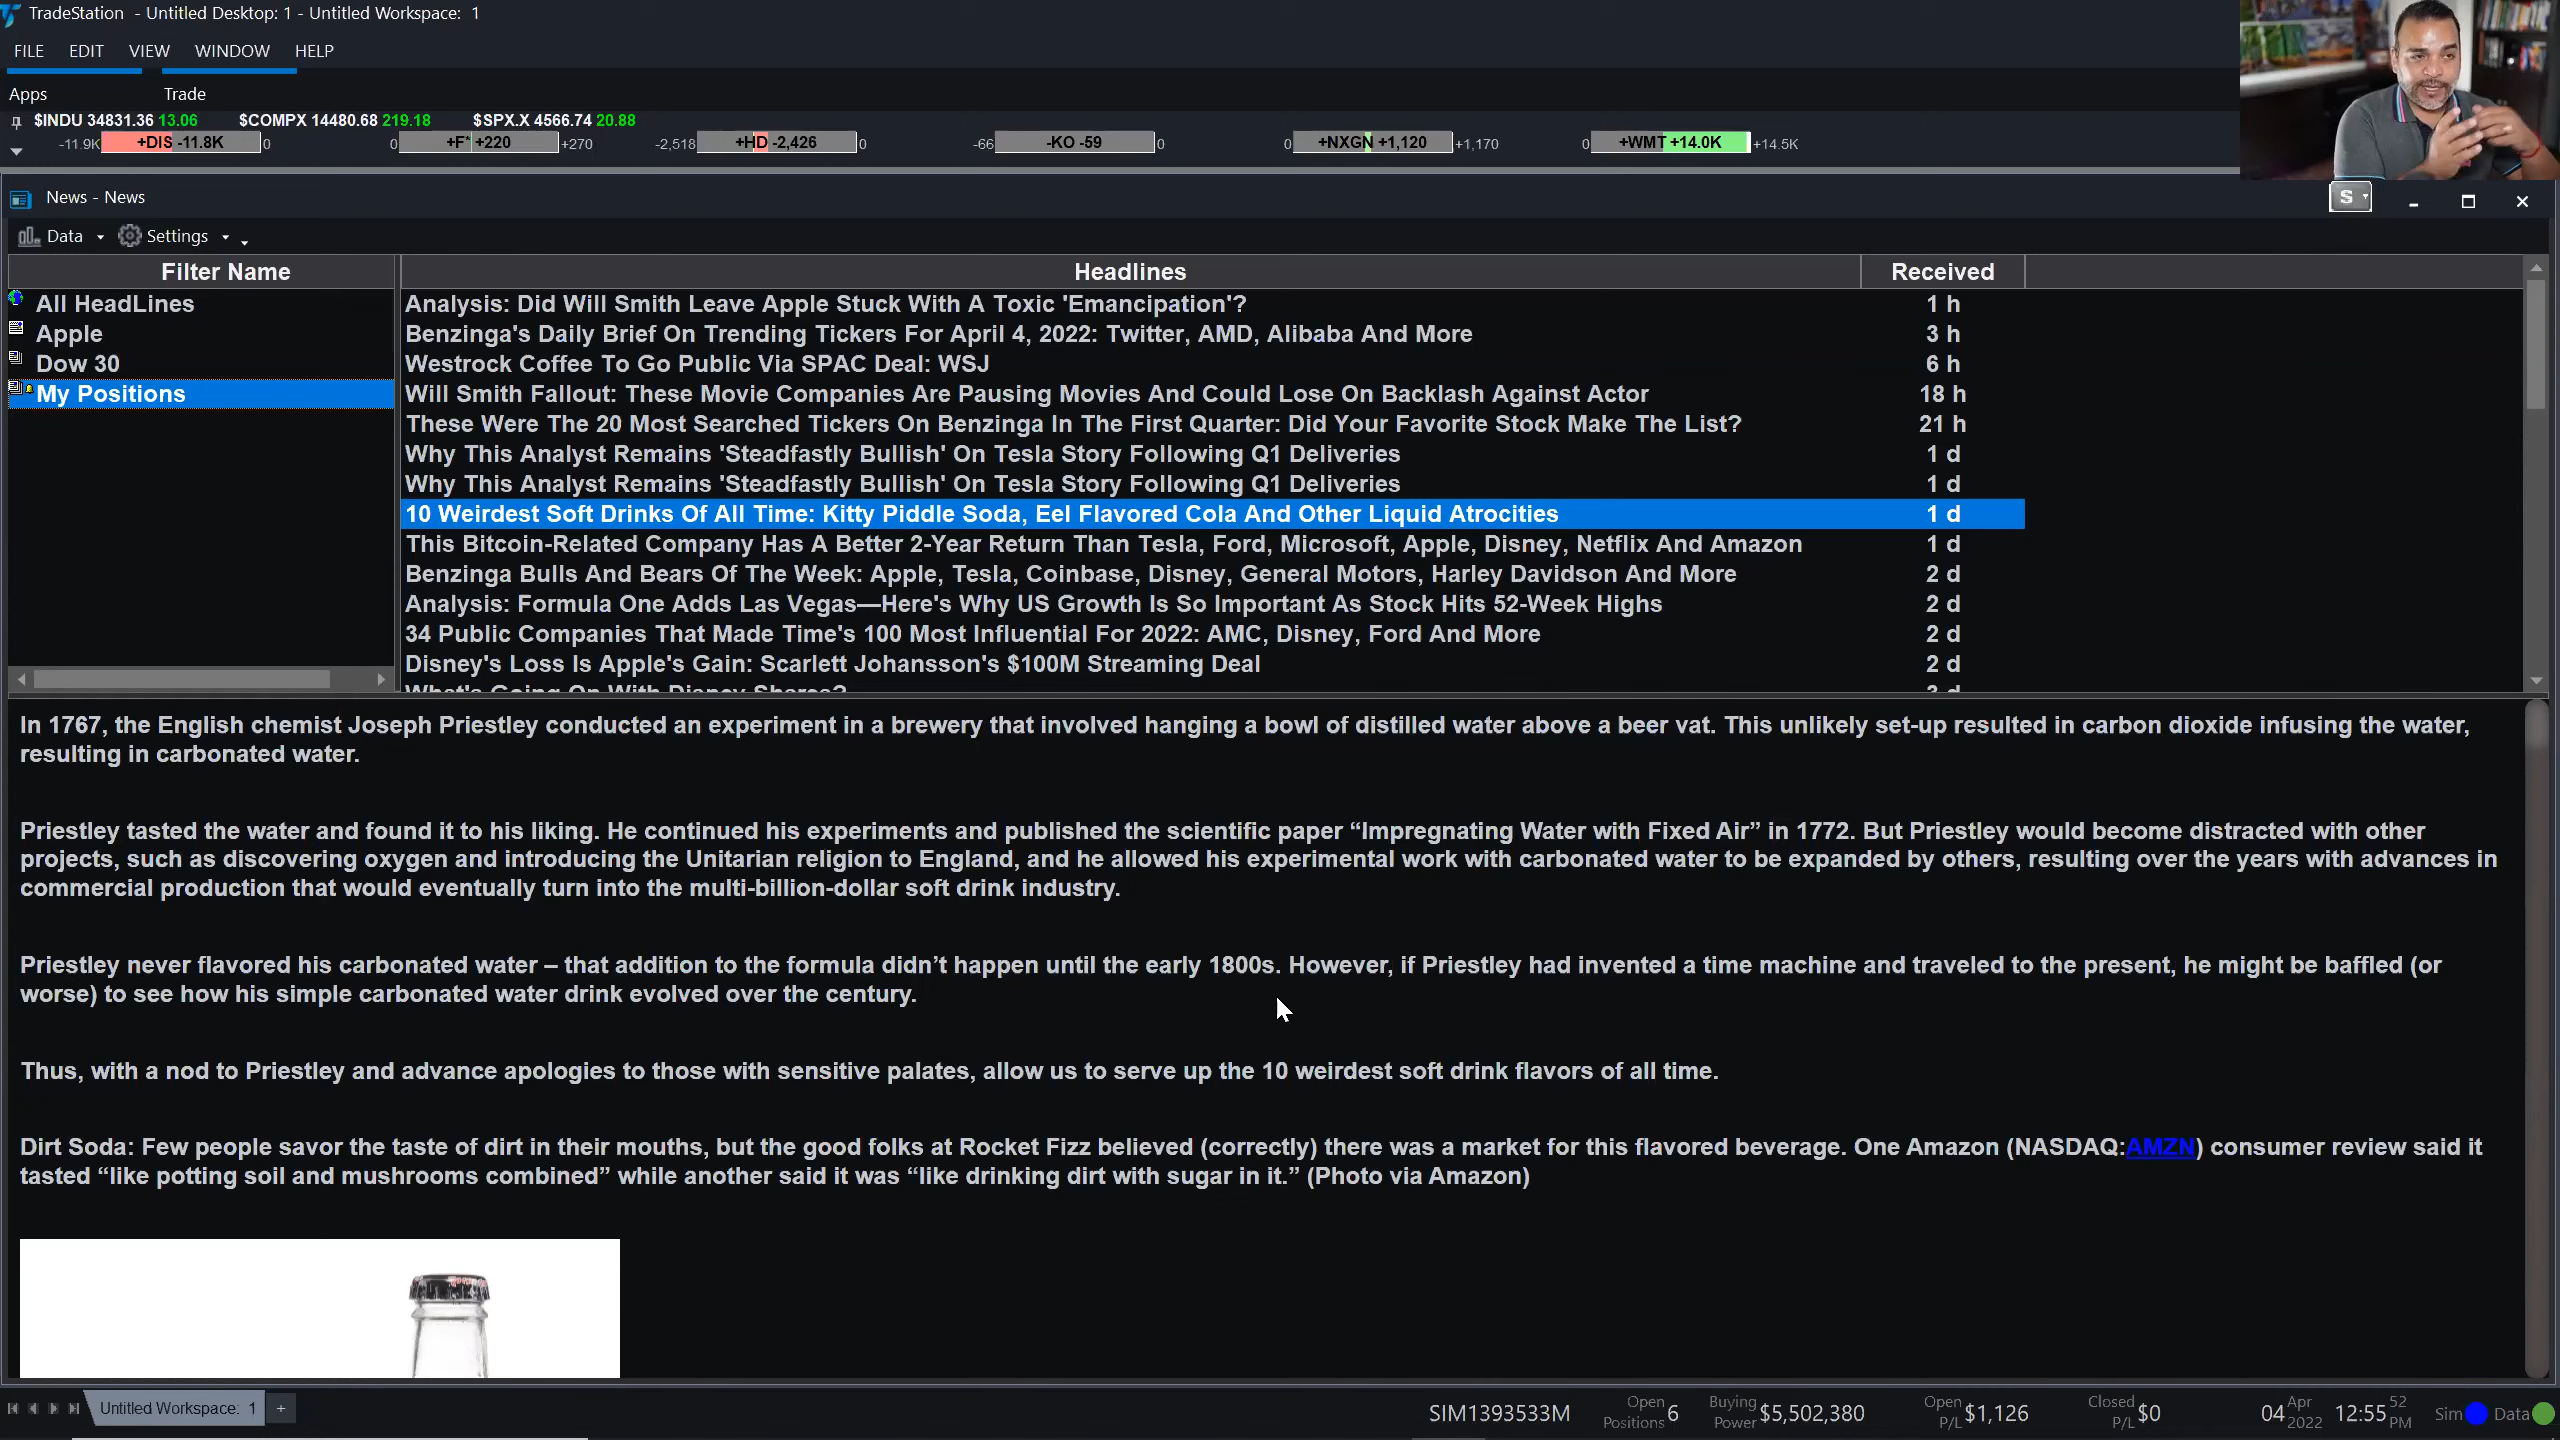 TradeStation - Untitled Desktop: 1 - Untitled Workspace: 1
FILE EDIT VIEW WINDOW HELP
Apps Trade
$INDU 34831.36 13.06 $COMPX 14480.68 219.18 $SPX.X 4566.74 20.88
-11.9K +DIS -11.8K 0 0 +F* +220 +270 -2,518 +HD -2,426 0 -66 -KO -59 0 0 +NXGN +1,120 +1,170 0 +WMT +14.0K +14.5K
News - News S
Data Settings
Filter Name Headlines Received
All HeadLines Analysis: Did Will Smith Leave Apple Stuck With A Toxic 'Emancipation'? 1 h
Apple Benzinga's Daily Brief On Trending Tickers For April 4, 2022: Twitter, AMD, Alibaba And More 3 h
Dow 30 Westrock Coffee To Go Public Via SPAC Deal: WSJ 6 h
My Positions Will Smith Fallout: These Movie Companies Are Pausing Movies And Could Lose On Backlash Against Actor 18 h
These Were The 20 Most Searched Tickers On Benzinga In The First Quarter: Did Your Favorite Stock Make The List? 21 h
Why This Analyst Remains 'Steadfastly Bullish' On Tesla Story Following Q1 Deliveries 1 d
Why This Analyst Remains 'Steadfastly Bullish' On Tesla Story Following Q1 Deliveries 1 d
10 Weirdest Soft Drinks Of All Time: Kitty Piddle Soda, Eel Flavored Cola And Other Liquid Atrocities 1 d
This Bitcoin-Related Company Has A Better 2-Year Return Than Tesla, Ford, Microsoft, Apple, Disney, Netflix And Amazon 1 d
Benzinga Bulls And Bears Of The Week: Apple, Tesla, Coinbase, Disney, General Motors, Harley Davidson And More 2 d
Analysis: Formula One Adds Las Vegas—Here's Why US Growth Is So Important As Stock Hits 52-Week Highs 2 d
34 Public Companies That Made Time's 100 Most Influential For 2022: AMC, Disney, Ford And More 2 d
Disney's Loss Is Apple's Gain: Scarlett Johansson's $100M Streaming Deal 2 d
What's Going On With Disney Shares? 3 d
In 1767, the English chemist Joseph Priestley conducted an experiment in a brewery that involved hanging a bowl of distilled water above a beer vat. This unlikely set-up resulted in carbon dioxide infusing the water,
resulting in carbonated water.
Priestley tasted the water and found it to his liking. He continued his experiments and published the scientific paper “Impregnating Water with Fixed Air” in 1772. But Priestley would become distracted with other
projects, such as discovering oxygen and introducing the Unitarian religion to England, and he allowed his experimental work with carbonated water to be expanded by others, resulting over the years with advances in
commercial production that would eventually turn into the multi-billion-dollar soft drink industry.
Priestley never flavored his carbonated water – that addition to the formula didn’t happen until the early 1800s. However, if Priestley had invented a time machine and traveled to the present, he might be baffled (or
worse) to see how his simple carbonated water drink evolved over the century.
Thus, with a nod to Priestley and advance apologies to those with sensitive palates, allow us to serve up the 10 weirdest soft drink flavors of all time.
Dirt Soda: Few people savor the taste of dirt in their mouths, but the good folks at Rocket Fizz believed (correctly) there was a market for this flavored beverage. One Amazon (NASDAQ:AMZN) consumer review said it
tasted “like potting soil and mushrooms combined” while another said it was “like drinking dirt with sugar in it.” (Photo via Amazon)
Untitled Workspace: 1 + SIM1393533M Open Positions 6 Buying Power $5,502,380 Open P/L $1,126 Closed P/L $0 04 Apr 2022 12:55 52 PM Sim Data